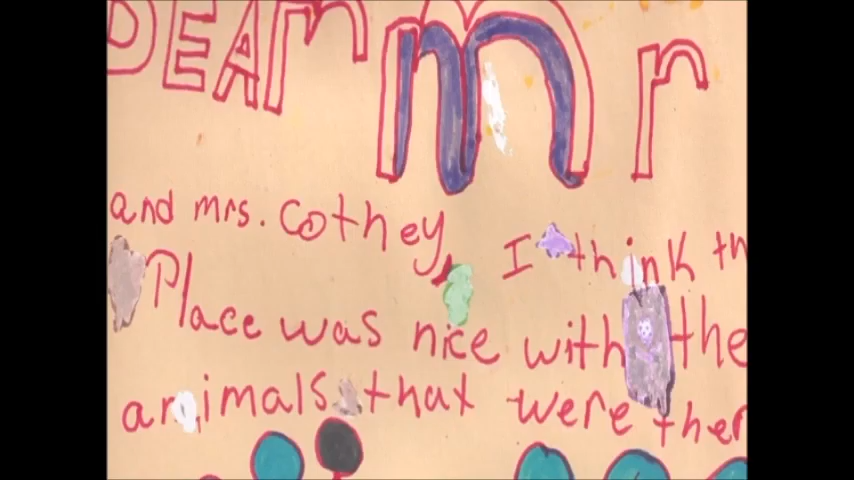 DEAr Mr
and mrs. Cothey, I think th
Place was nice with the
animals that were ther